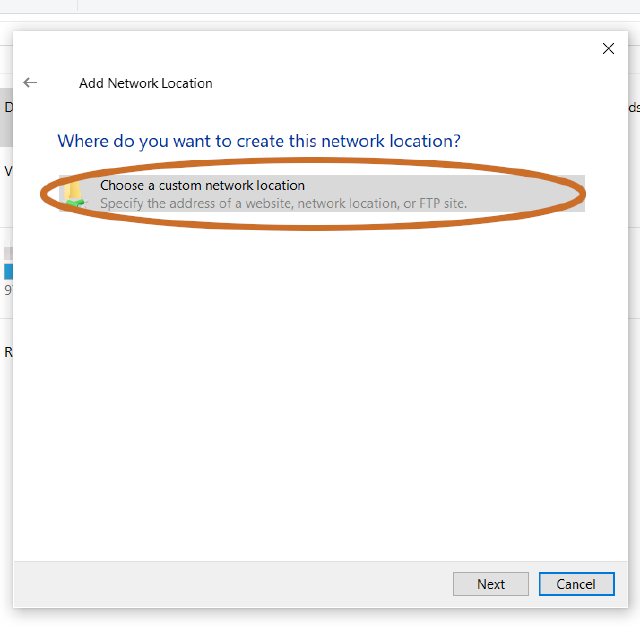 Add Network Location
Where do you want to create this network location?
Choose a custom network location
Specify the address of a website, network location, or FTP site.
Next
Cancel